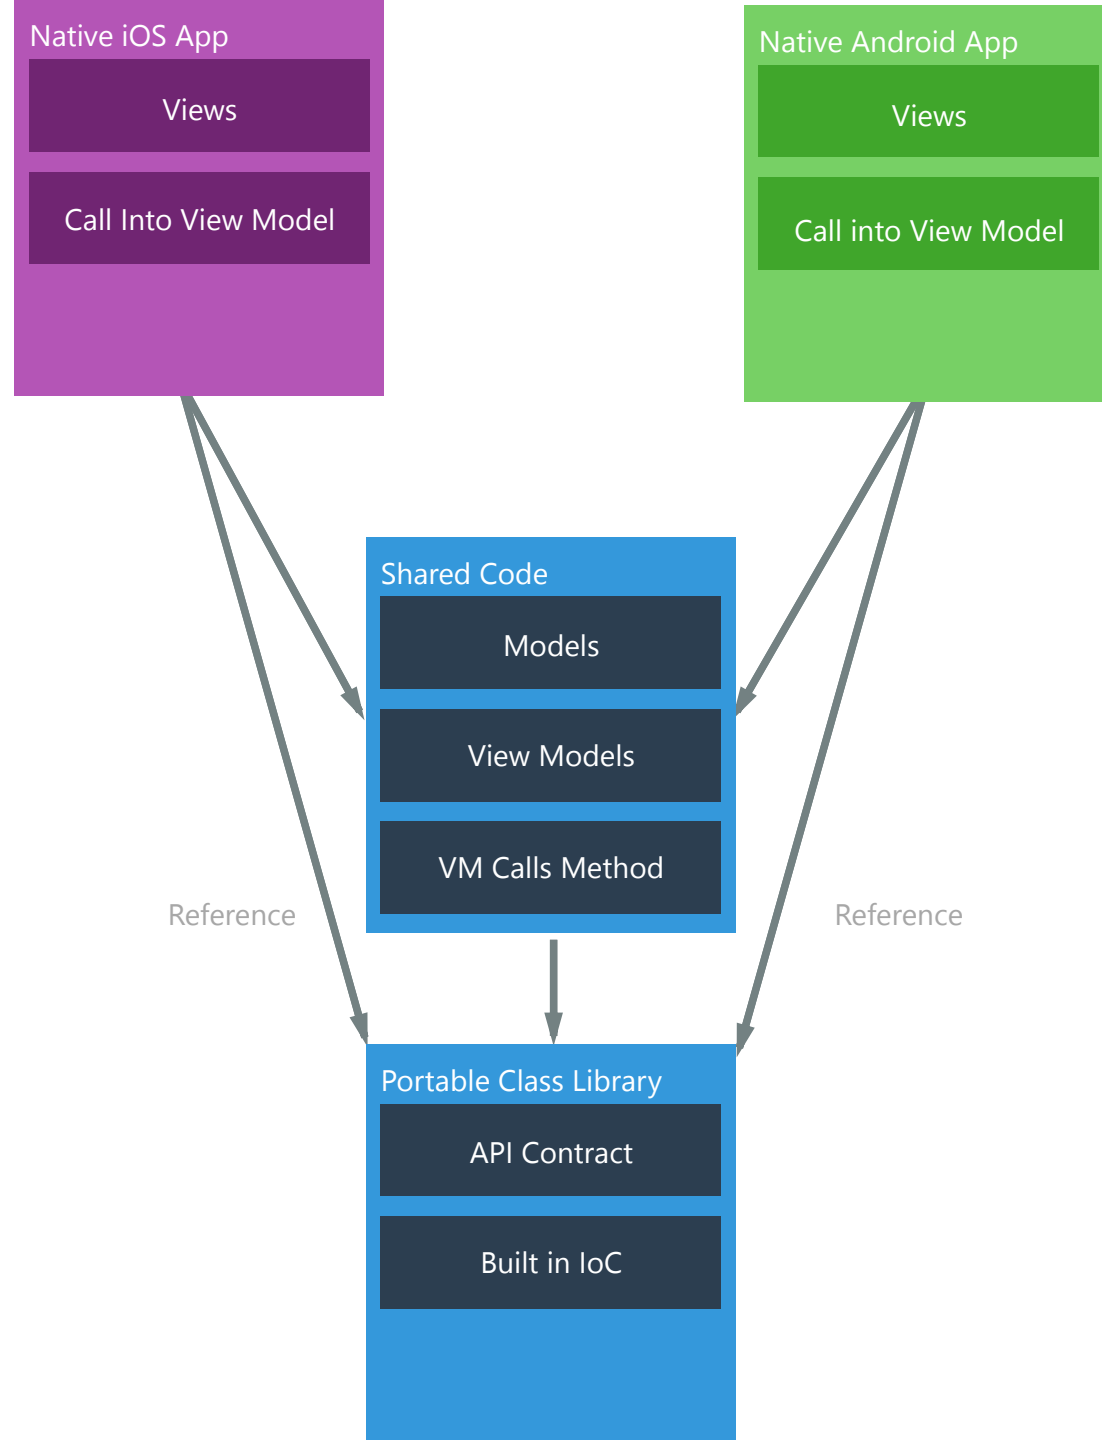 Native iOS App
Views
Call Into View Model
Native Android App
Views
Call into View Model
Shared Code
Models
View Models
VM Calls Method
Reference
Reference
Portable Class Library
API Contract
Built in IoC